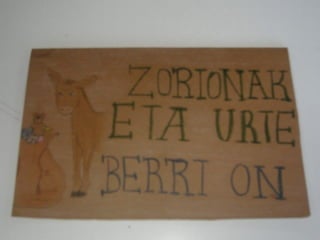 ZORIONAK
ETA URTE
BERRI ON